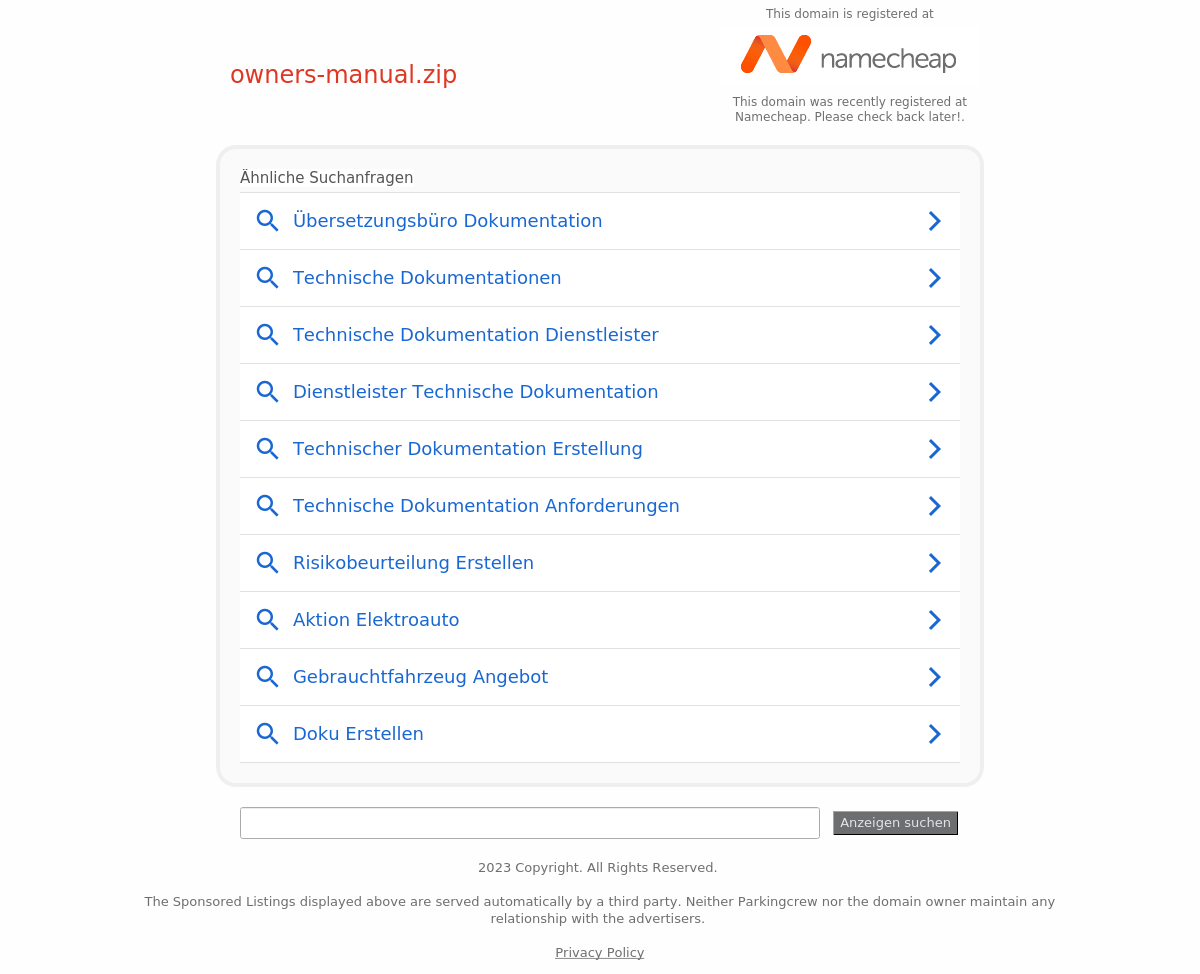 This domain is registered at
namecheap
owners-manual.zip
This domain was recently registered at
Namecheap. Please check back later!.
Ähnliche Suchanfragen
Übersetzungsbüro Dokumentation
Technische Dokumentationen
Technische Dokumentation Dienstleister
Dienstleister Technische Dokumentation
Technischer Dokumentation Erstellung
Technische Dokumentation Anforderungen
Risikobeurteilung Erstellen
Aktion Elektroauto
Gebrauchtfahrzeug Angebot
Doku Erstellen
Anzeigen suchen
2023 Copyright. All Rights Reserved.
The Sponsored Listings displayed above are served automatically by a third party. Neither Parkingcrew nor the domain owner maintain any
relationship with the advertisers.
Privacy Policy